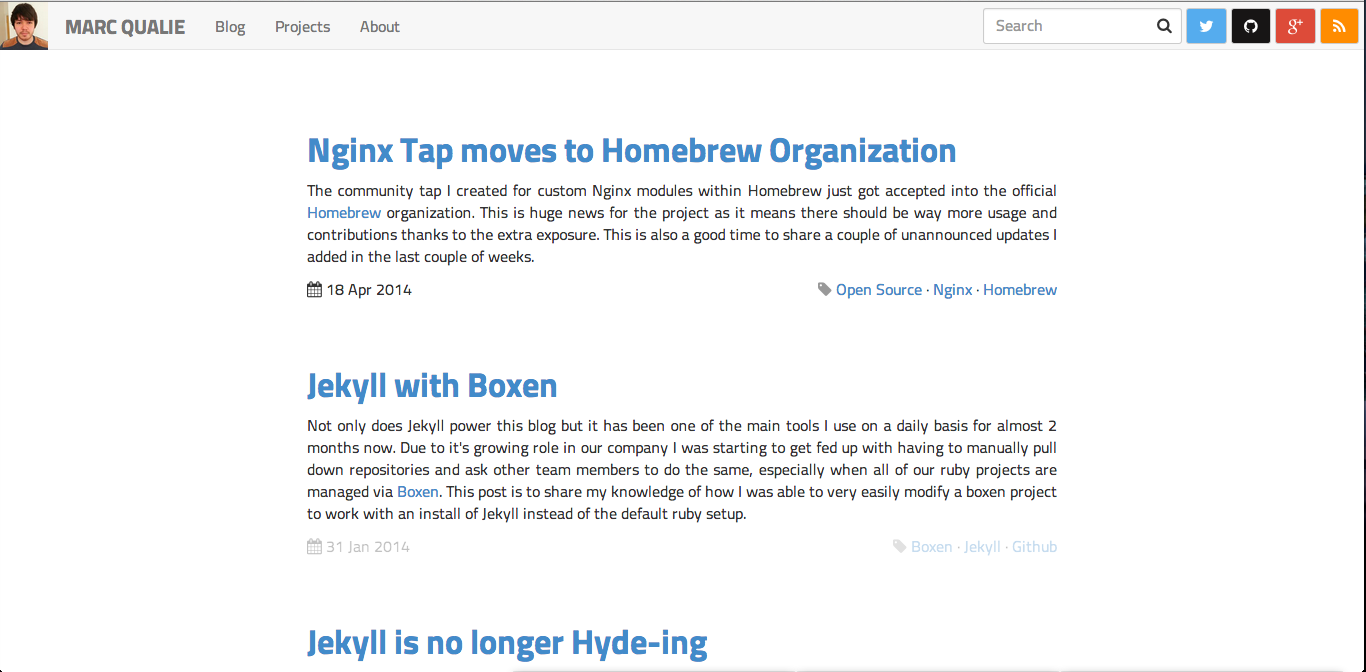 MARC QUALIE Blog Projects About Search
Nginx Tap moves to Homebrew Organization
The community tap I created for custom Nginx modules within Homebrew just got accepted into the official
Homebrew organization. This is huge news for the project as it means there should be way more usage and
contributions thanks to the extra exposure. This is also a good time to share a couple of unannounced updates I
added in the last couple of weeks.
18 Apr 2014 Open Source · Nginx · Homebrew
Jekyll with Boxen
Not only does Jekyll power this blog but it has been one of the main tools I use on a daily basis for almost 2
months now. Due to it's growing role in our company I was starting to get fed up with having to manually pull
down repositories and ask other team members to do the same, especially when all of our ruby projects are
managed via Boxen. This post is to share my knowledge of how I was able to very easily modify a boxen project
to work with an install of Jekyll instead of the default ruby setup.
31 Jan 2014 Boxen · Jekyll · Github
Jekyll is no longer Hyde-ing